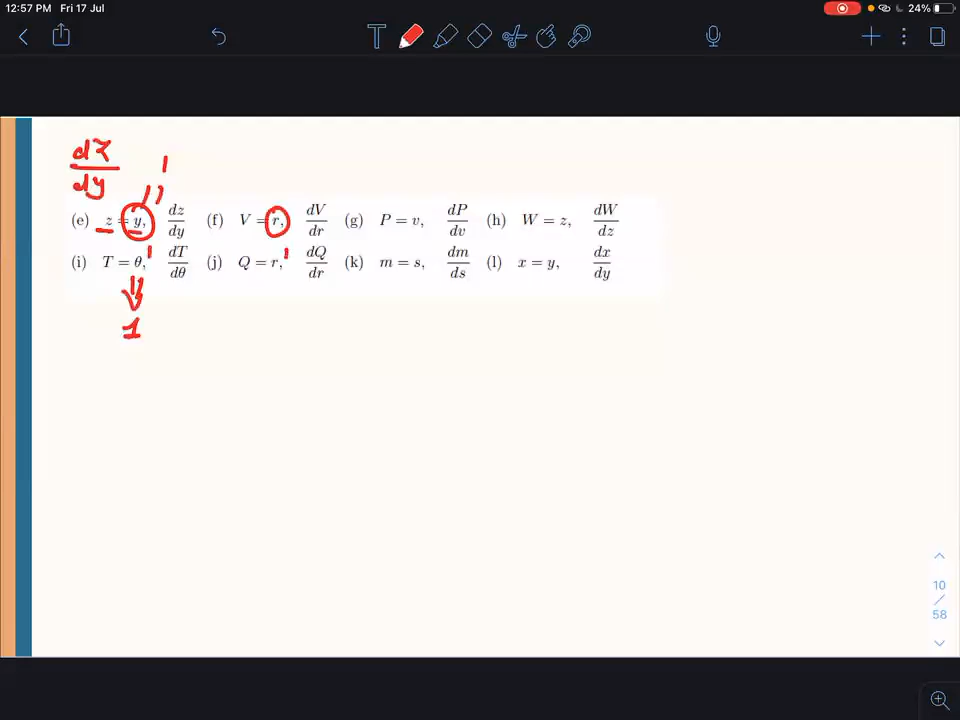 12:57 PM Fri 17 Jul 24%
dz
dy
(e) z = y, dz/dy (f) V = r, dV/dr (g) P = v, dP/dv (h) W = z, dW/dz
(i) T = θ, dT/dθ (j) Q = r, dQ/dr (k) m = s, dm/ds (l) x = y, dx/dy
1
10
/
58